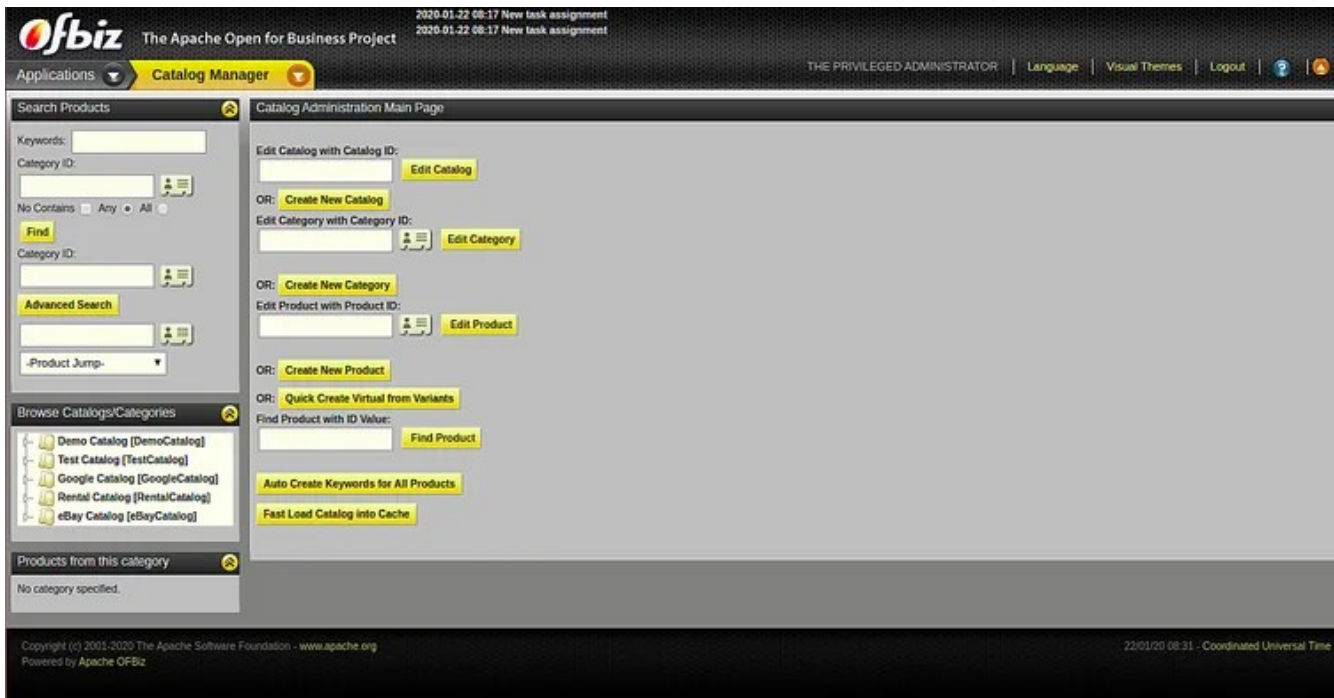 Ofbiz The Apache Open for Business Project
2020-01-22 08:17 New task assignment
2020-01-22 08:17 New task assignment
Applications Catalog Manager
THE PRIVILEGED ADMINISTRATOR | Language | Visual Themes | Logout | ? |
Search Products
Keywords:
Category ID:
No Contains Any All
Find
Category ID:
Advanced Search
-Product Jump-
Browse Catalogs/Categories
Demo Catalog [DemoCatalog]
Test Catalog [TestCatalog]
Google Catalog [GoogleCatalog]
Rental Catalog [RentalCatalog]
eBay Catalog [eBayCatalog]
Products from this category
No category specified.
Catalog Administration Main Page
Edit Catalog with Catalog ID:
Edit Catalog
OR: Create New Catalog
Edit Category with Category ID:
Edit Category
OR: Create New Category
Edit Product with Product ID:
Edit Product
OR: Create New Product
OR: Quick Create Virtual from Variants
Find Product with ID Value:
Find Product
Auto Create Keywords for All Products
Fast Load Catalog into Cache
Copyright (c) 2001-2020 The Apache Software Foundation - www.apache.org
Powered by Apache OFBiz
22/01/20 08:31 - Coordinated Universal Time